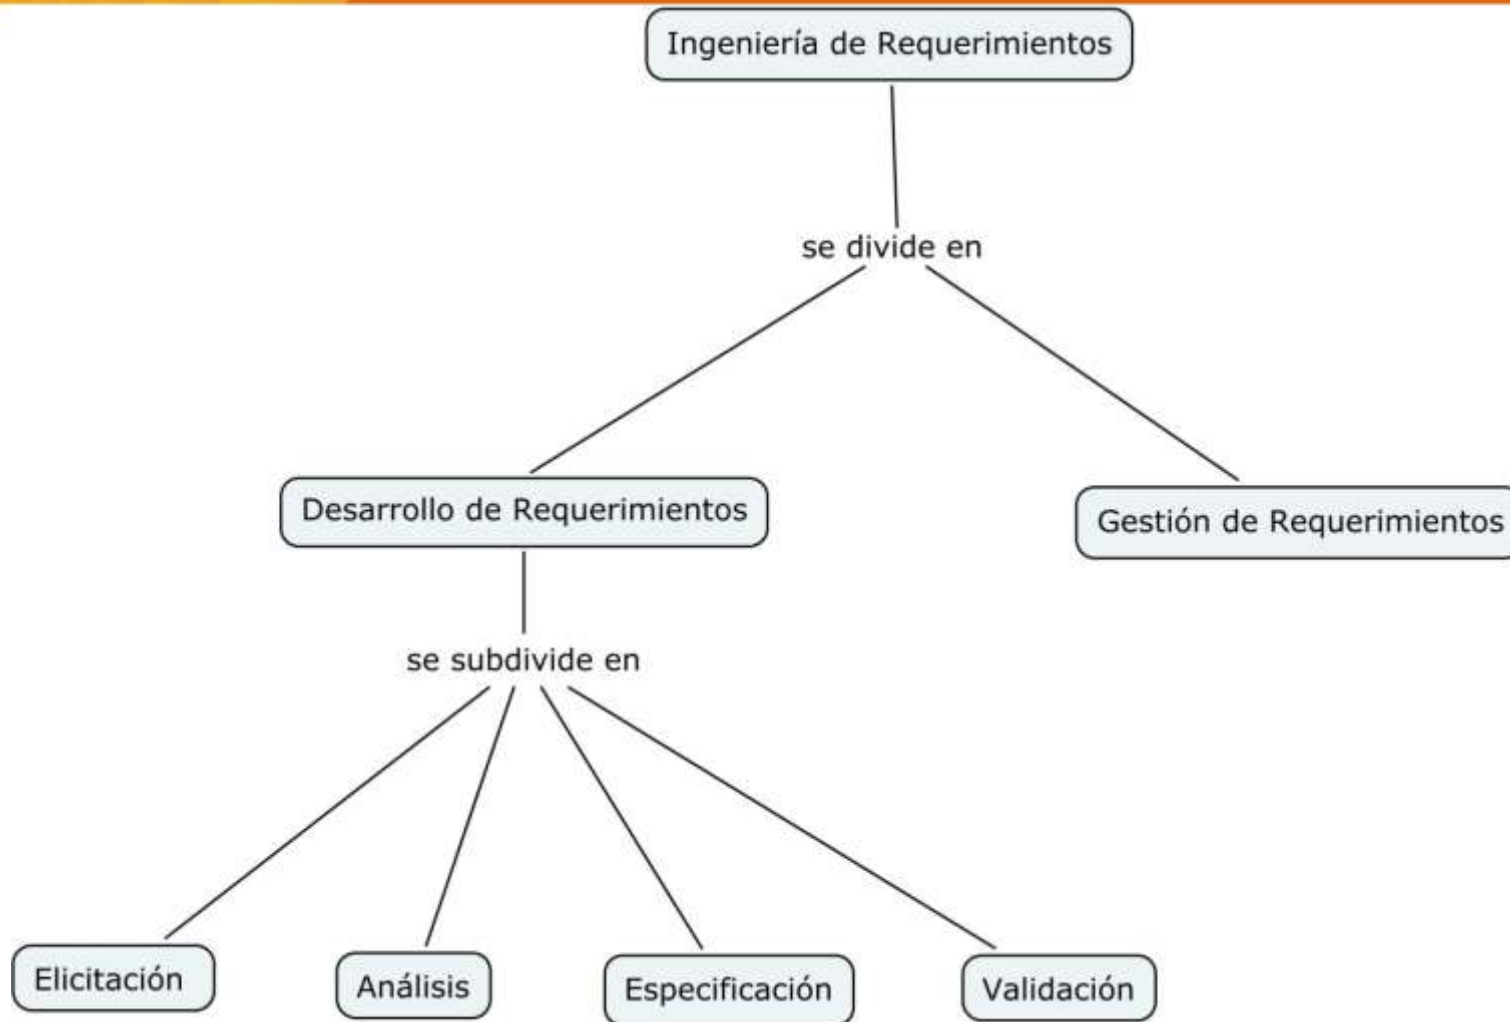 Ingeniería de Requerimientos
se divide en
Desarrollo de Requerimientos
Gestión de Requerimientos
se subdivide en
Elicitación
Análisis
Especificación
Validación